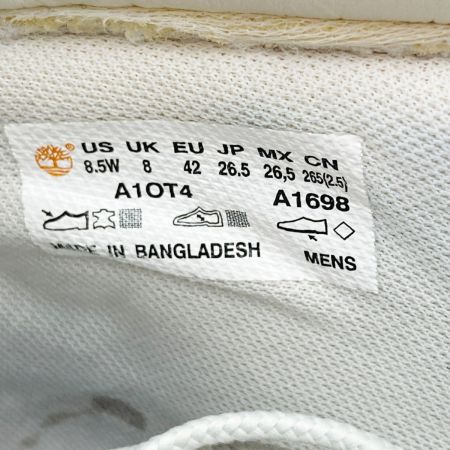 US UK EU JP MX CN
8.5W 8 42 26.5 26,5 265(2.5)
A1OT4 A1698
MADE IN BANGLADESH MENS